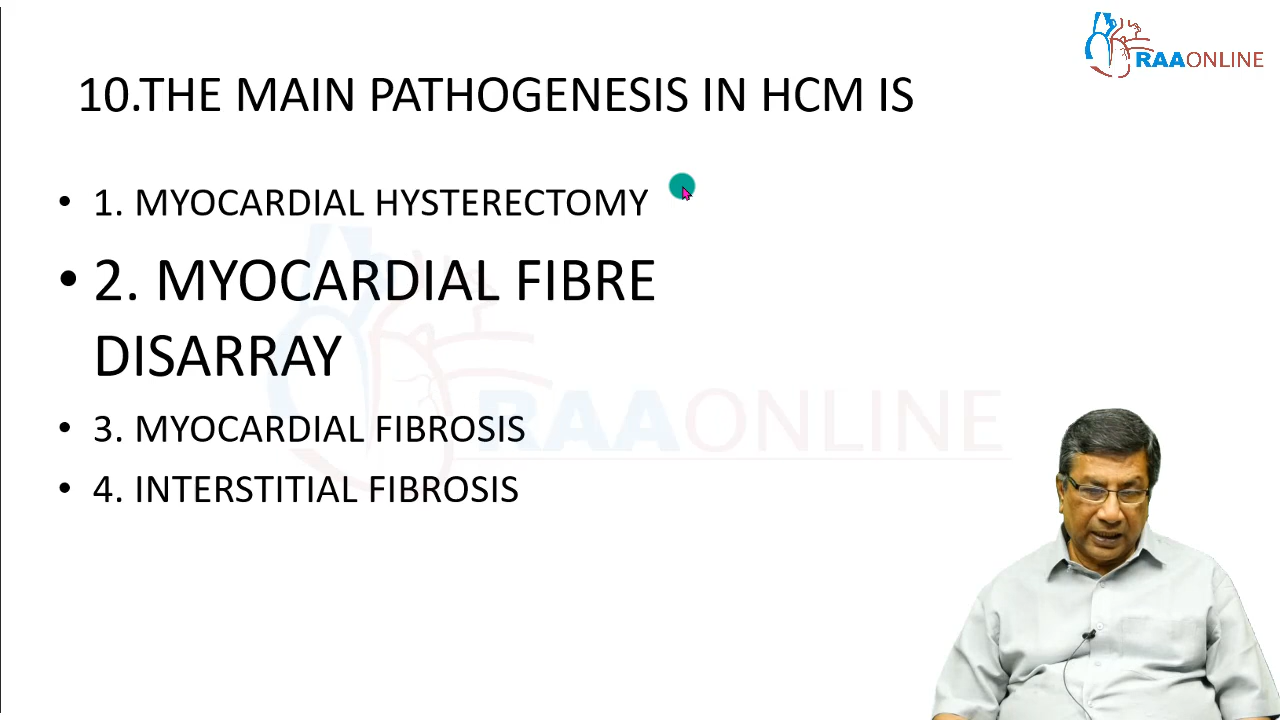 RAAONLINE
10.THE MAIN PATHOGENESIS IN HCM IS
• 1. MYOCARDIAL HYSTERECTOMY
• 2. MYOCARDIAL FIBRE
DISARRAY
• 3. MYOCARDIAL FIBROSIS
RAAONLINE
• 4. INTERSTITIAL FIBROSIS